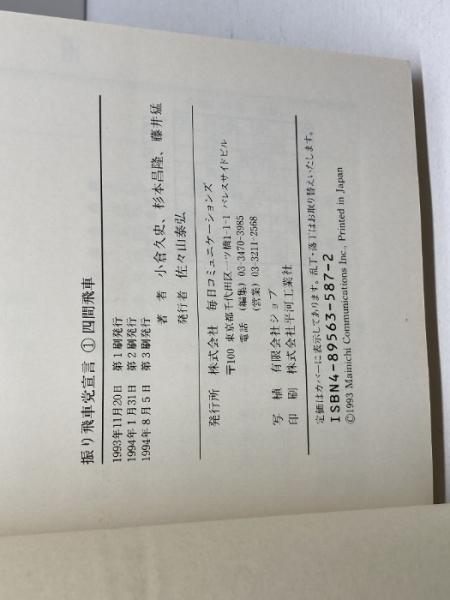 振り飛車党宣言 ① 四間飛車
1993年11月20日 第1刷発行
1994年1月31日 第2刷発行
1994年8月5日 第3刷発行
著者 小倉久史、杉本昌隆、藤井猛
発行者 佐々山泰弘
発行所 株式会社 毎日コミュニケーションズ
〒100 東京都千代田区一ツ橋1-1-1 パレスサイドビル
電話 (編集) 03-3470-3985
(営業) 03-3211-2568
写植 有限会社ジョブ
印刷 株式会社平河工業社
定価はカバーに表示してあります。乱丁・落丁はお取り替えいたします。
ISBN4-89563-587-2
©1993 Mainichi Communications Inc., Printed in Japan